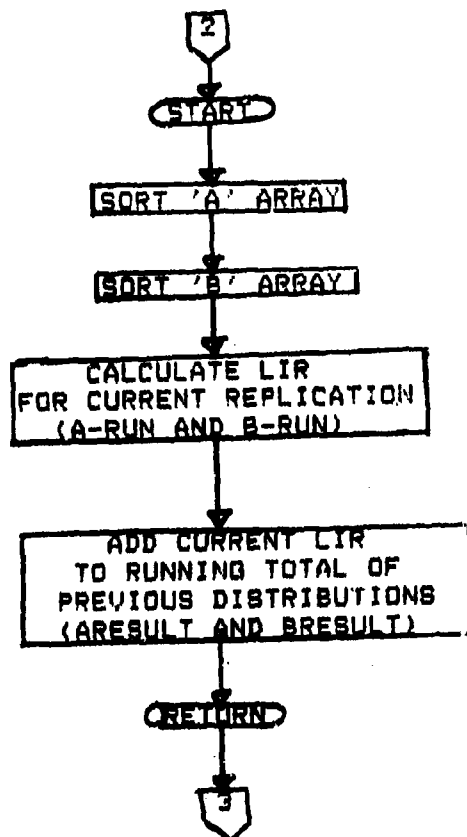 2
START
SORT 'A' ARRAY
SORT 'B' ARRAY
CALCULATE LIR
FOR CURRENT REPLICATION
(A-RUN AND B-RUN)
ADD CURRENT LIR
TO RUNNING TOTAL OF
PREVIOUS DISTRIBUTIONS
(ARESULT AND BRESULT)
RETURN
3